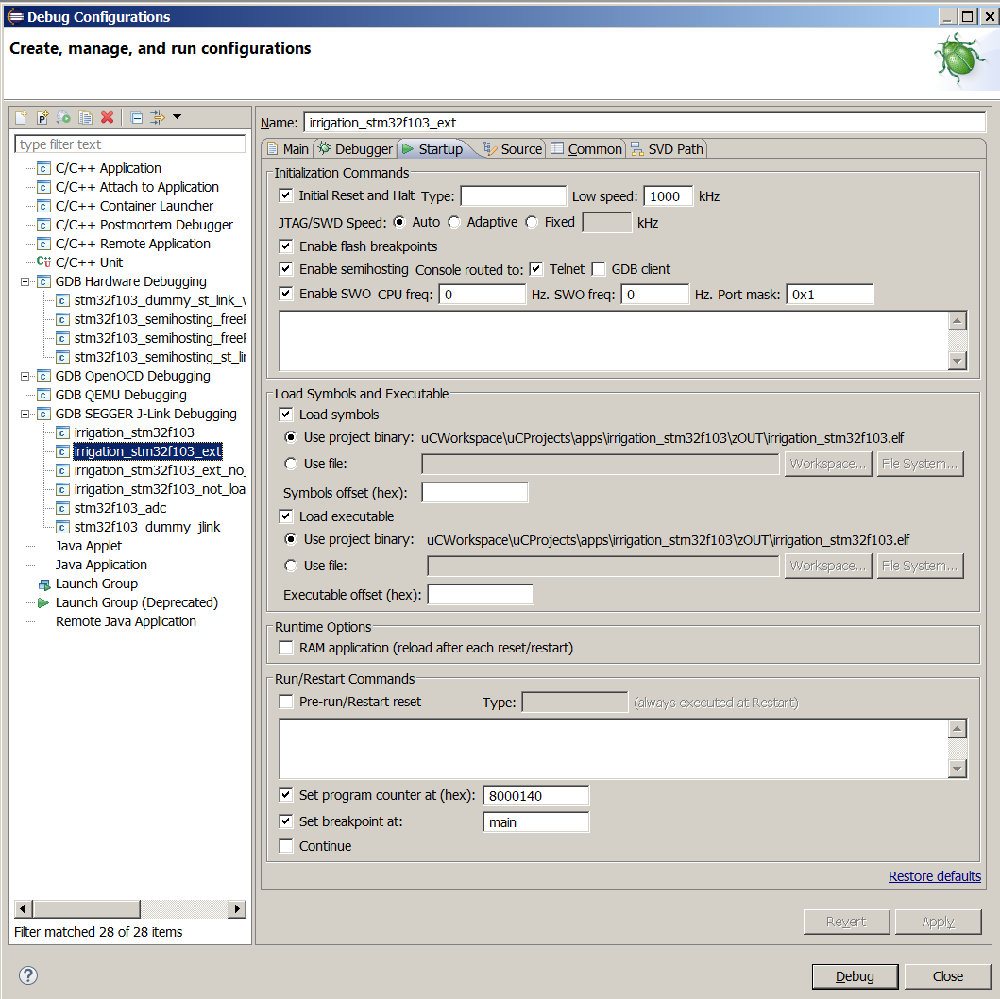 Debug Configurations
Create, manage, and run configurations
type filter text
C/C++ Application
C/C++ Attach to Application
C/C++ Container Launcher
C/C++ Postmortem Debugger
C/C++ Remote Application
C/C++ Unit
GDB Hardware Debugging
stm32f103_dummy_st_link_v
stm32f103_semihosting_freeR
stm32f103_semihosting_freeR
stm32f103_semihosting_st_lin
GDB OpenOCD Debugging
GDB QEMU Debugging
GDB SEGGER J-Link Debugging
irrigation_stm32f103
irrigation_stm32f103_ext
irrigation_stm32f103_ext_no_
irrigation_stm32f103_not_loa
stm32f103_adc
stm32f103_dummy_jlink
Java Applet
Java Application
Launch Group
Launch Group (Deprecated)
Remote Java Application
Filter matched 28 of 28 items
Name: irrigation_stm32f103_ext
Main Debugger Startup Source Common SVD Path
Initialization Commands
Initial Reset and Halt Type: Low speed: 1000 kHz
JTAG/SWD Speed: Auto Adaptive Fixed kHz
Enable flash breakpoints
Enable semihosting Console routed to: Telnet GDB client
Enable SWO CPU freq: 0 Hz. SWO freq: 0 Hz. Port mask: 0x1
Load Symbols and Executable
Load symbols
Use project binary: uCWorkspace\uCProjects\apps\irrigation_stm32f103\zOUT\irrigation_stm32f103.elf
Use file: Workspace... File System...
Symbols offset (hex):
Load executable
Use project binary: uCWorkspace\uCProjects\apps\irrigation_stm32f103\zOUT\irrigation_stm32f103.elf
Use file: Workspace... File System...
Executable offset (hex):
Runtime Options
RAM application (reload after each reset/restart)
Run/Restart Commands
Pre-run/Restart reset Type: (always executed at Restart)
Set program counter at (hex): 8000140
Set breakpoint at: main
Continue
Restore defaults
Revert Apply
Debug Close